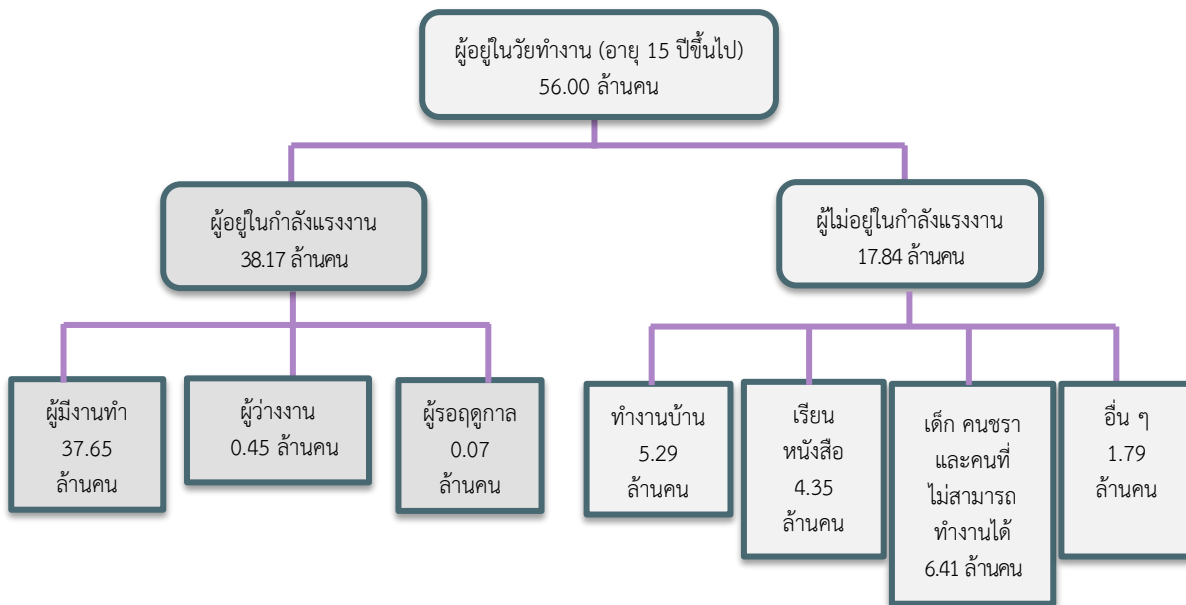 ผู้อยู่ในวัยทำงาน (อายุ 15 ปีขึ้นไป)
56.00 ล้านคน
ผู้อยู่ในกำลังแรงงาน
38.17 ล้านคน
ผู้ไม่อยู่ในกำลังแรงงาน
17.84 ล้านคน
ผู้มีงานทำ
37.65
ล้านคน
ผู้ว่างงาน
0.45 ล้านคน
ผู้รอฤดูกาล
0.07
ล้านคน
ทำงานบ้าน
5.29
ล้านคน
เรียน
หนังสือ
4.35
ล้านคน
เด็ก คนชรา
และคนที่
ไม่สามารถ
ทำงานได้
6.41 ล้านคน
อื่น ๆ
1.79
ล้านคน